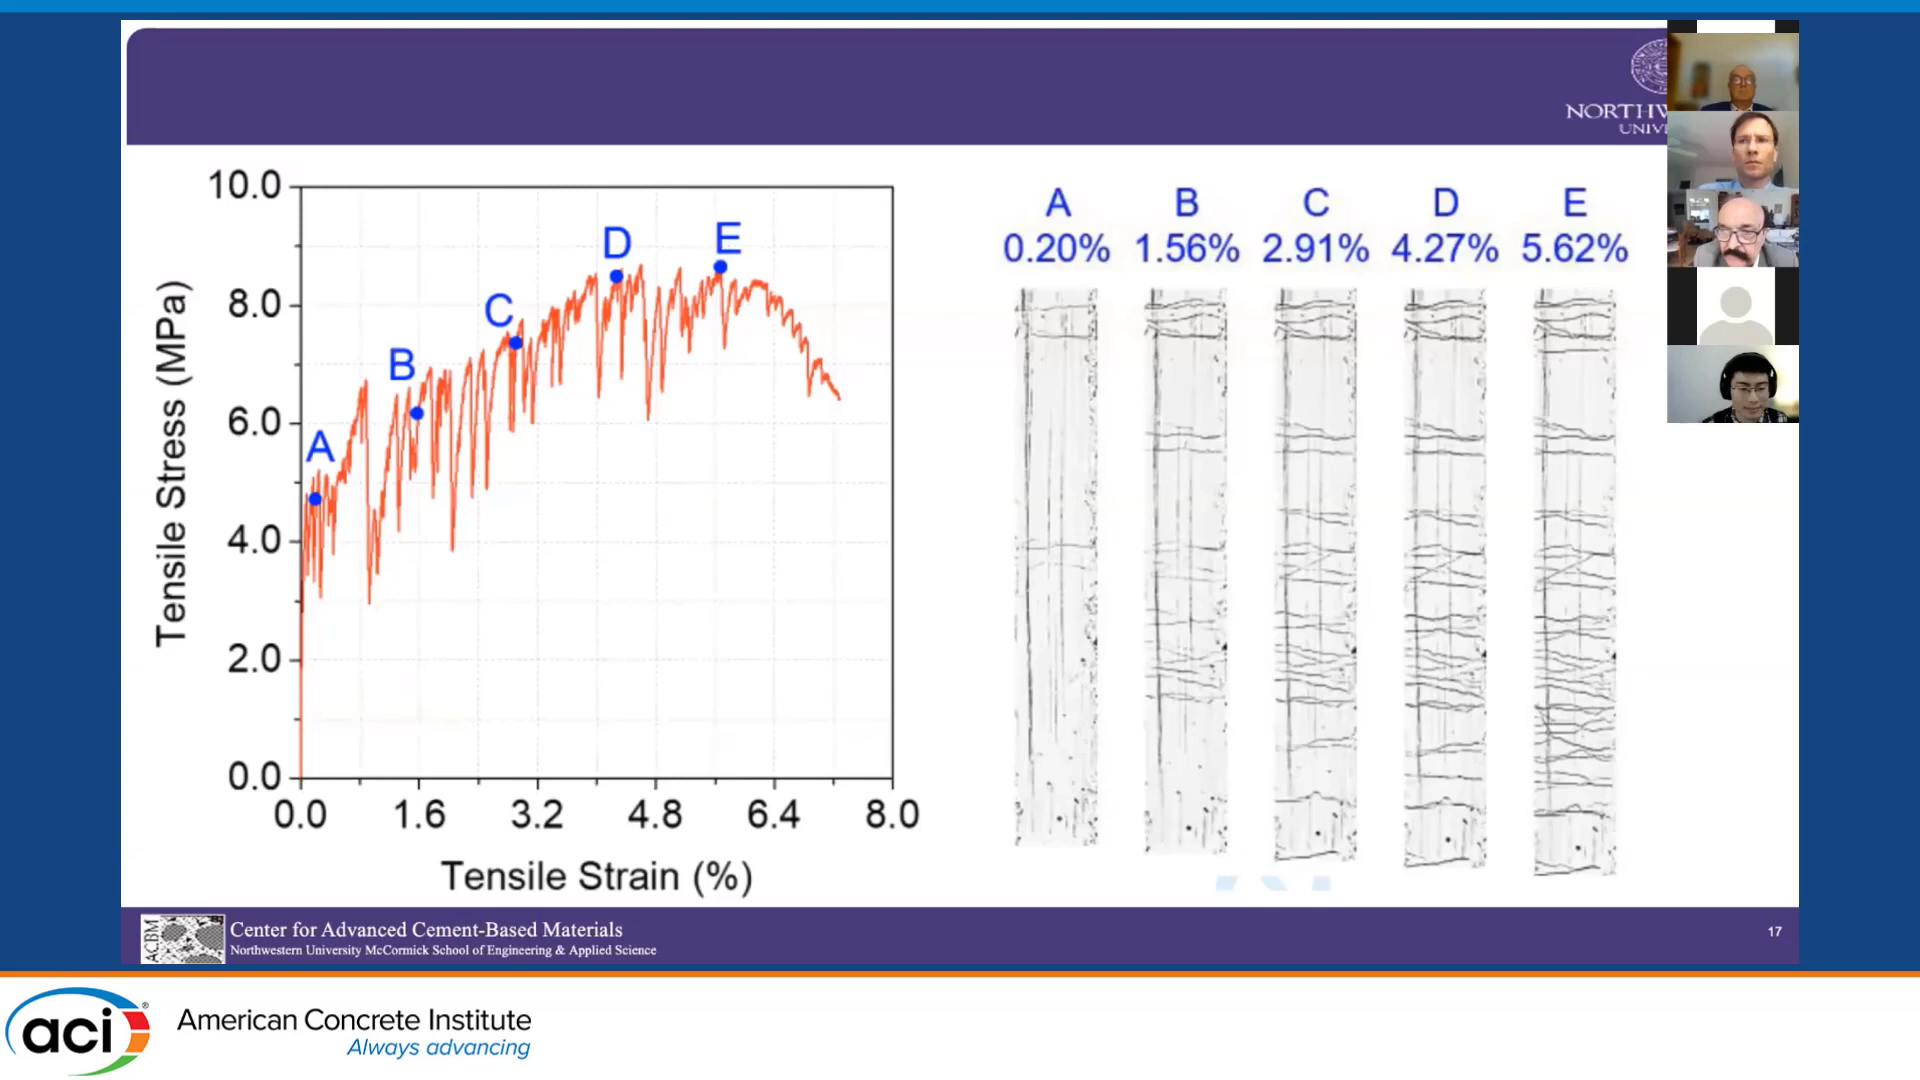 NORTHW
UNIV
10.0
8.0
6.0
4.0
2.0
0.0
0.0 1.6 3.2 4.8 6.4 8.0
Tensile Stress (MPa)
Tensile Strain (%)
A
B
C
D
E
A B C D E
0.20% 1.56% 2.91% 4.27% 5.62%
ACBM
Center for Advanced Cement-Based Materials
Northwestern University McCormick School of Engineering & Applied Science
17
aci®
American Concrete Institute
Always advancing